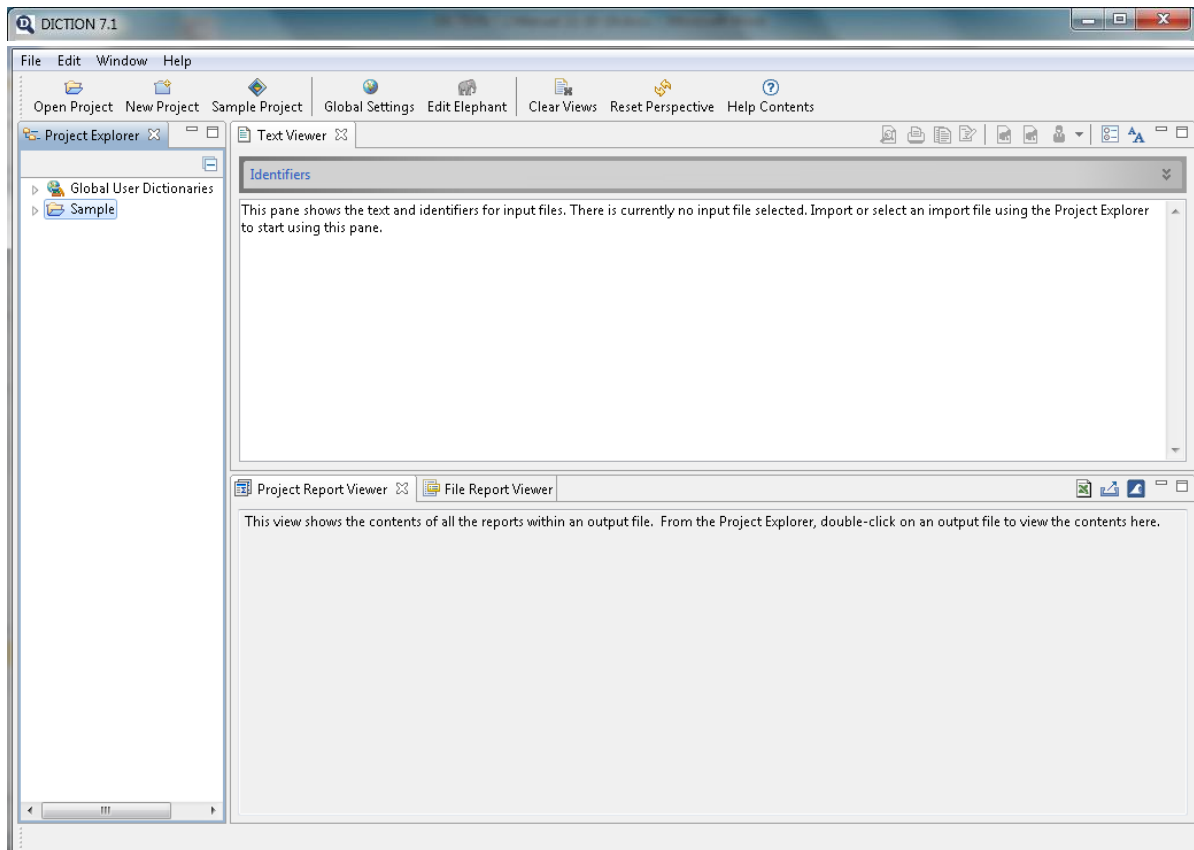 DICTION 7.1
File Edit Window Help
Open Project New Project Sample Project Global Settings Edit Elephant Clear Views Reset Perspective Help Contents
Project Explorer
Text Viewer
Identifiers
Global User Dictionaries
Sample
This pane shows the text and identifiers for input files. There is currently no input file selected. Import or select an import file using the Project Explorer
to start using this pane.
Project Report Viewer File Report Viewer
This view shows the contents of all the reports within an output file. From the Project Explorer, double-click on an output file to view the contents here.